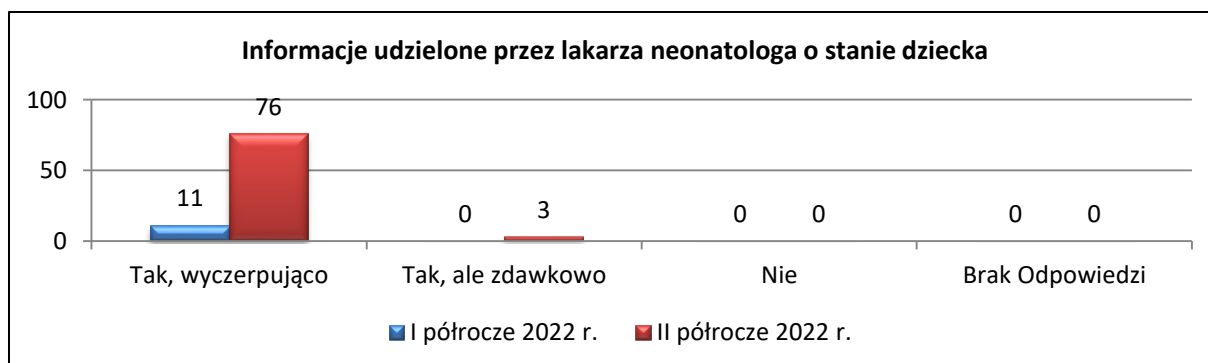 Informacje udzielone przez lakarza neonatologa o stanie dziecka
100
76
50
11
0
3
0
0
0
0
0
Tak, wyczerpująco
Tak, ale zdawkowo
Nie
Brak Odpowiedzi
I półrocze 2022 r.
II półrocze 2022 r.